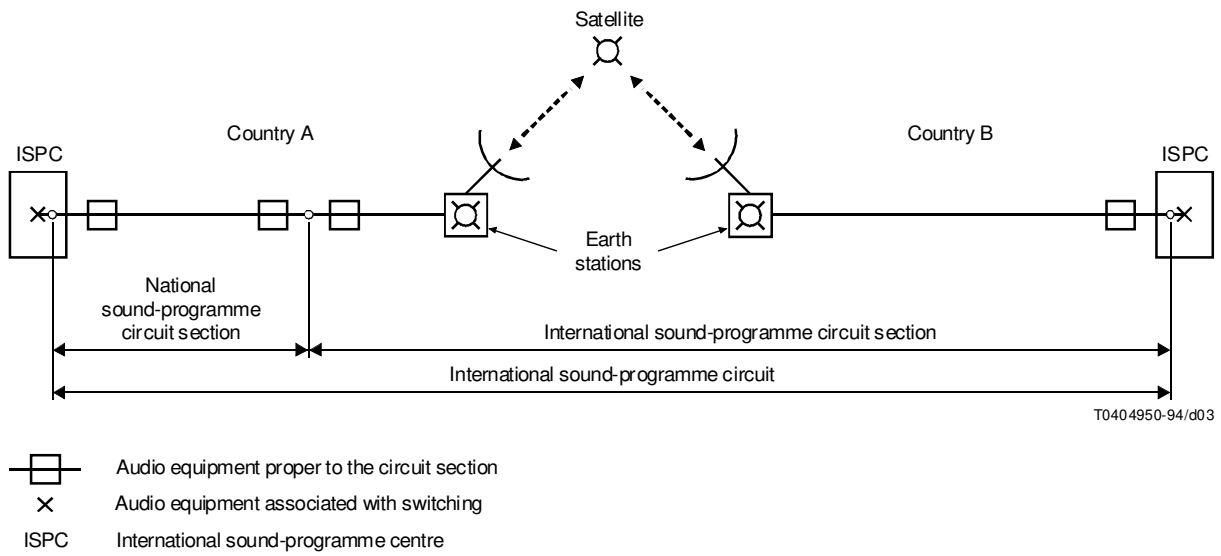 Satellite
Country A
Country B
ISPC
ISPC
Earth
stations
National
sound-programme
circuit section
International sound-programme circuit section
International sound-programme circuit
T0404950-94/d03
Audio equipment proper to the circuit section
Audio equipment associated with switching
ISPC International sound-programme centre